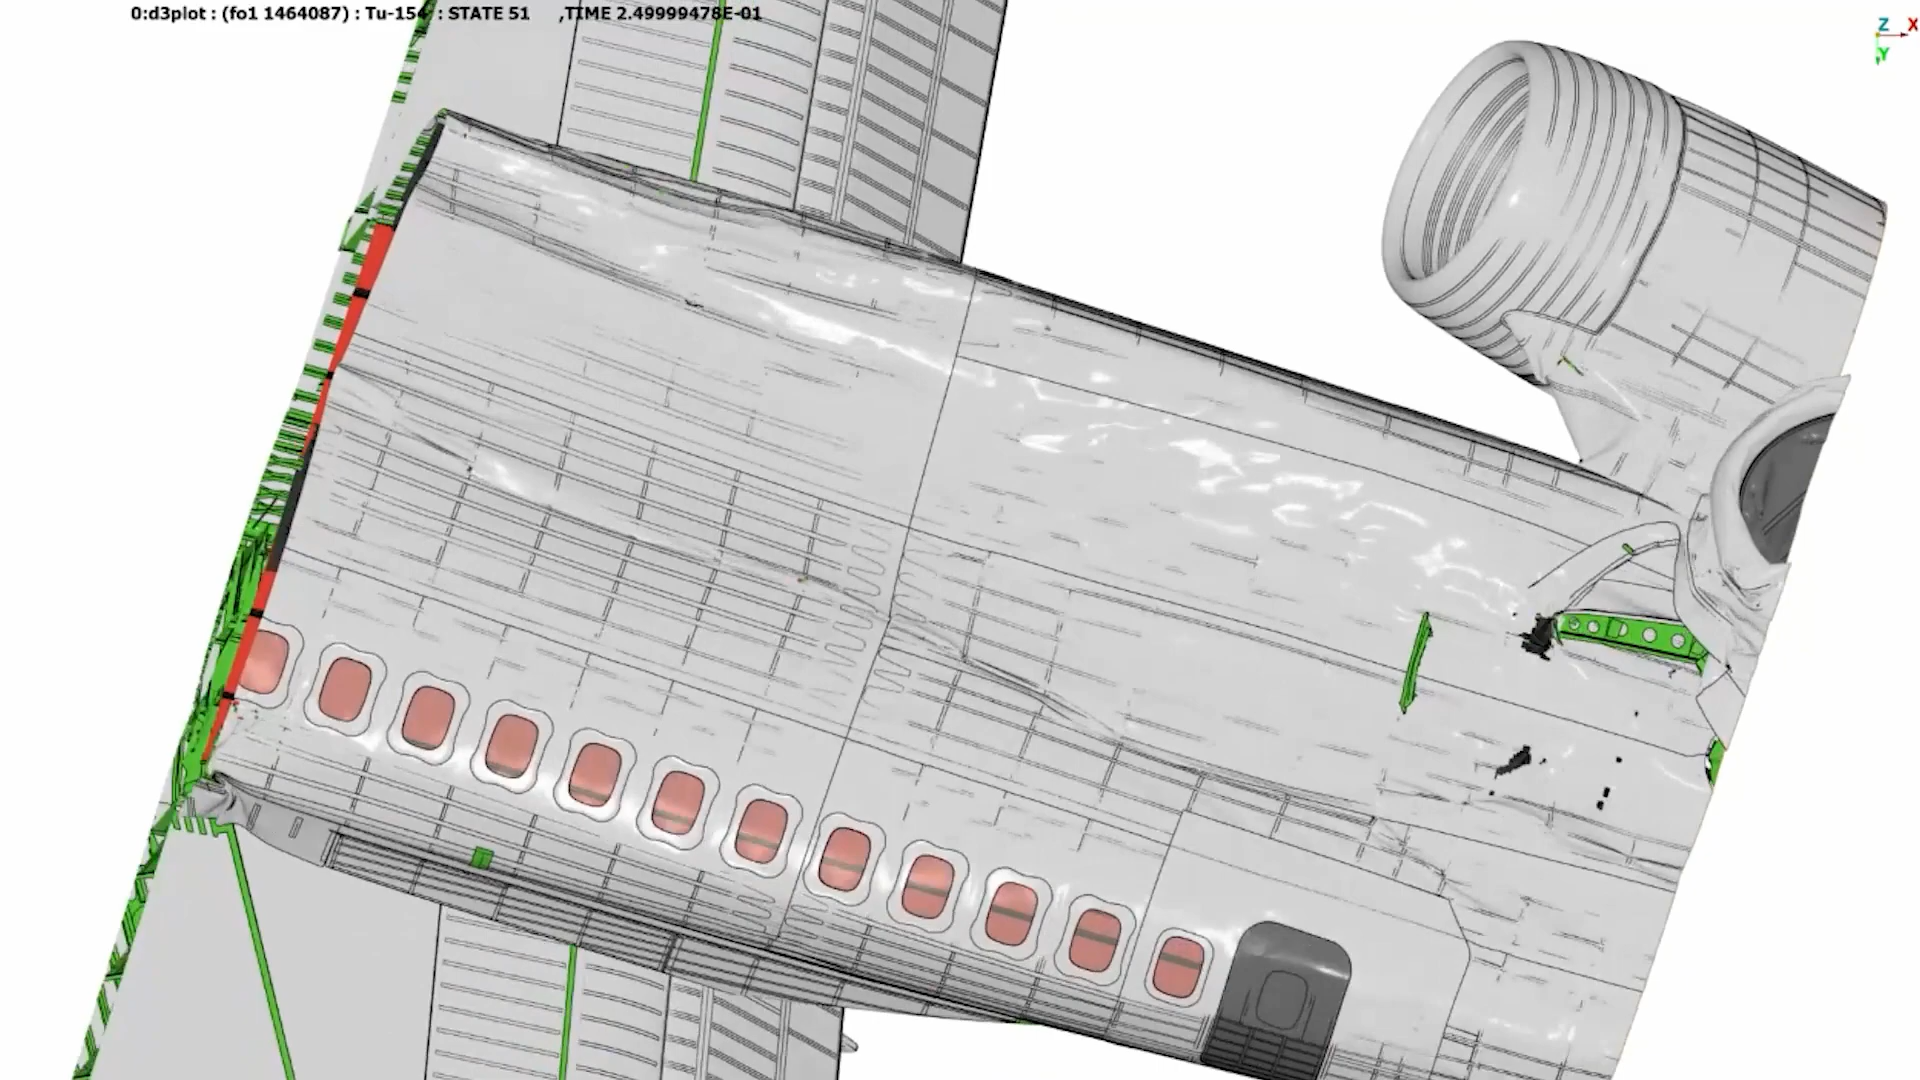 0:d3plot : (fo1 1464087) : Tu-154 : STATE 51 ,TIME 2.49999478E-01
Z X
Y